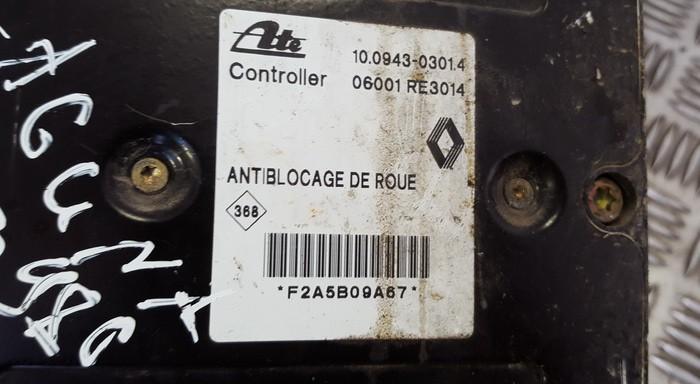 Ate
10.0943-0301.4
Controller 06001 RE3014
ANTIBLOCAGE DE ROUE
368
*F2A5B09A67*